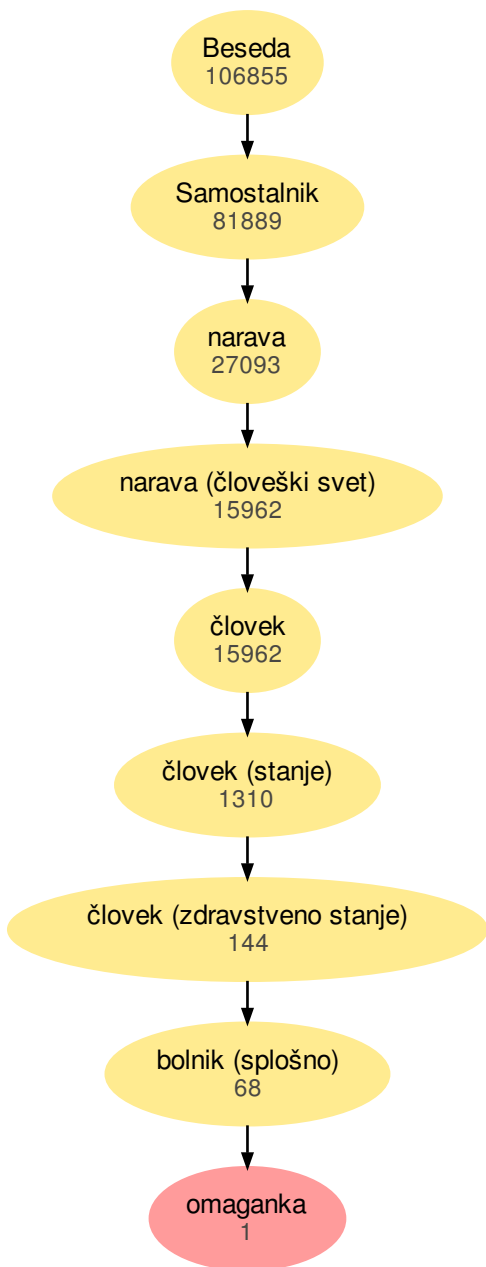 Beseda
106855
Samostalnik
81889
narava
27093
narava (človeški svet)
15962
človek
15962
človek (stanje)
1310
človek (zdravstveno stanje)
144
bolnik (splošno)
68
omaganka
1